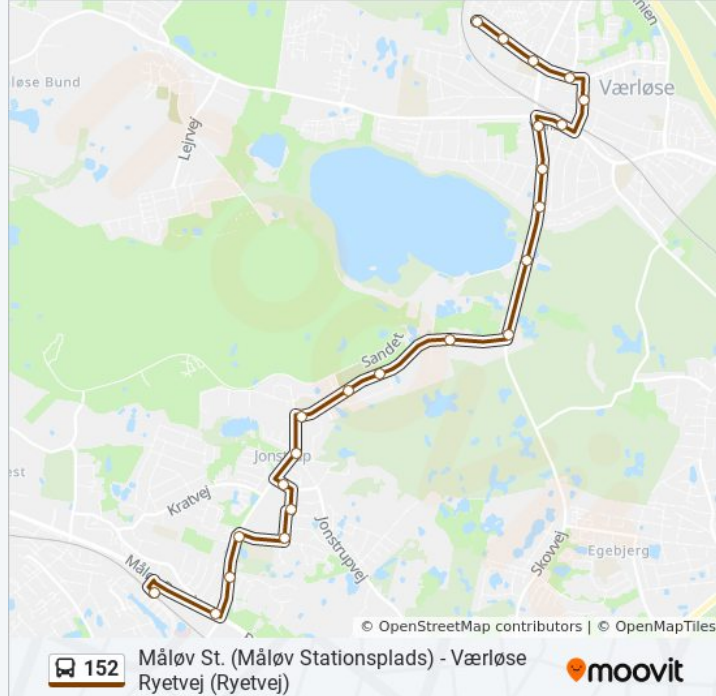 nien
løse Bund
Værløse
Lejrvej
Sandet
Jonstrup
est
Kratvej
Jonstrupvej
Skovvej
Egebjerg
© OpenStreetMap contributors | © OpenMapTiles
152
Måløv St. (Måløv Stationsplads) - Værløse
Ryetvej (Ryetvej)
moovit